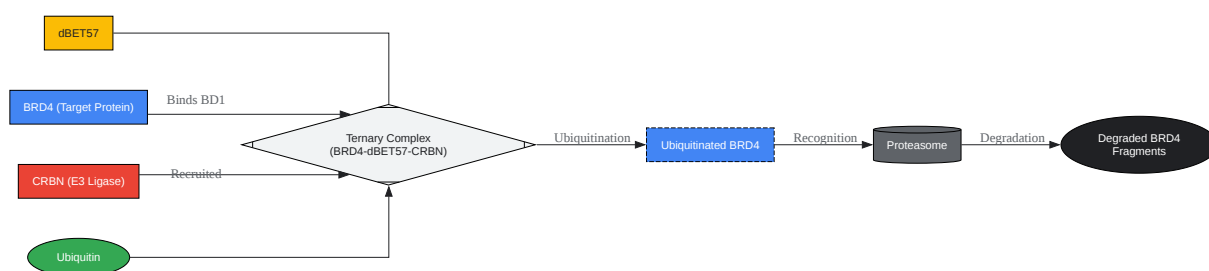 dBET57
BRD4 (Target Protein)
Binds BD1
Ternary Complex
(BRD4-dBET57-CRBN)
CRBN (E3 Ligase)
Recruited
Ubiquitin
Ubiquitination
Ubiquitinated BRD4
Recognition
Proteasome
Degradation
Degraded BRD4
Fragments